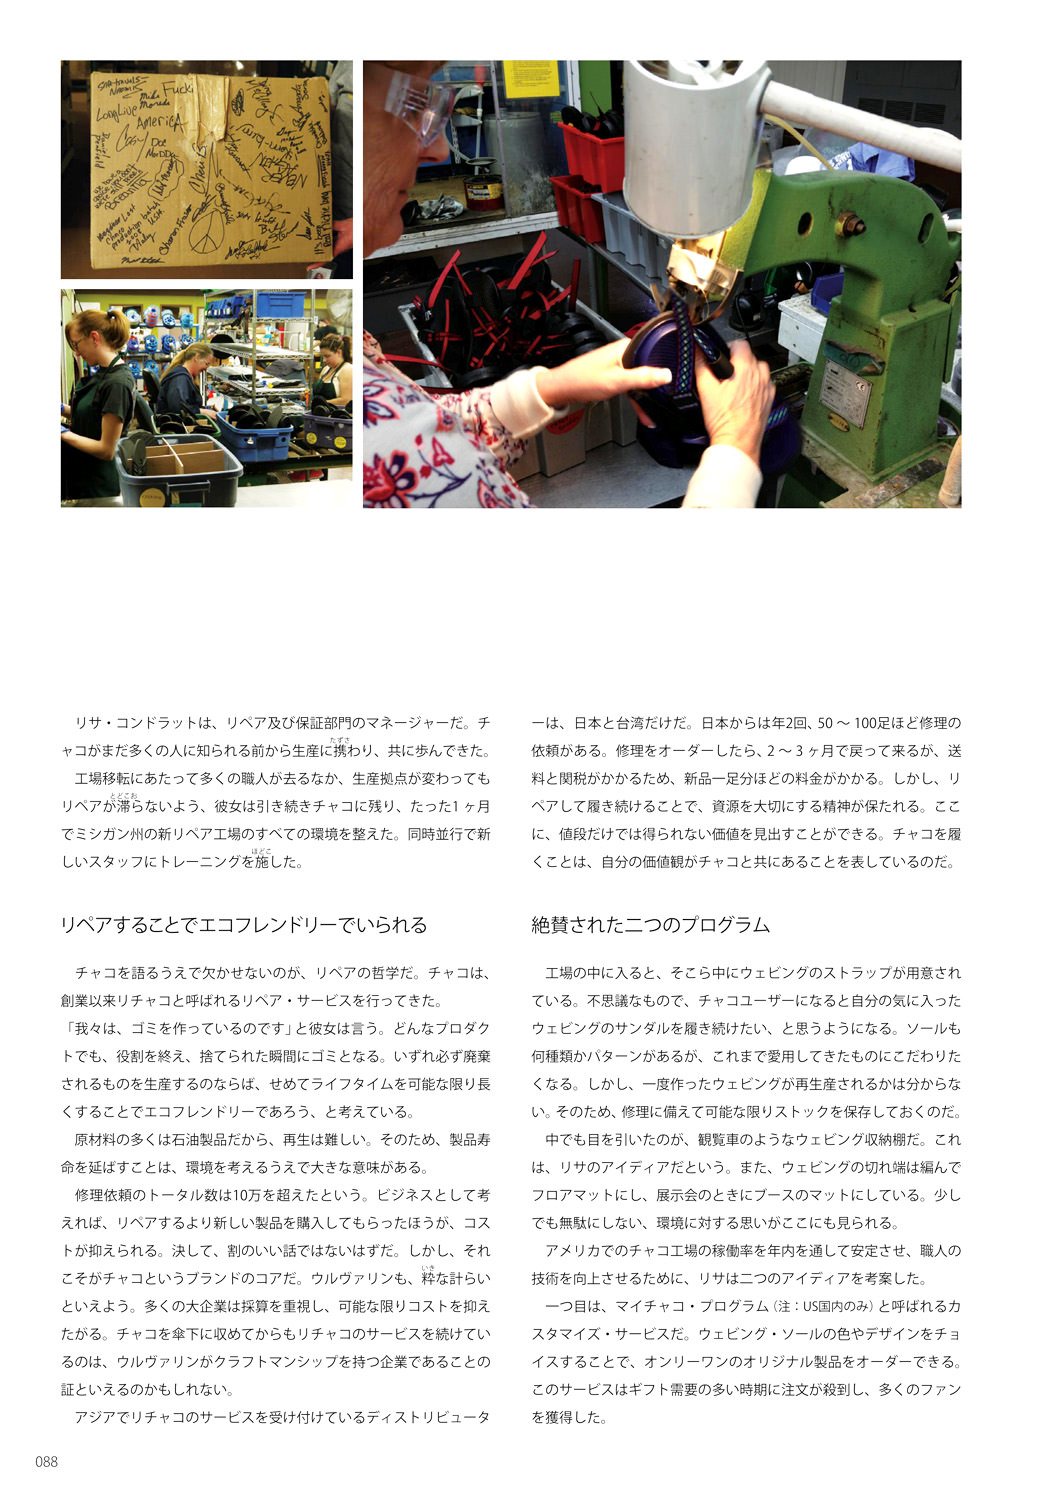 Fucki
Mike
LongLive
America
Casy
Dot
リサ・コンドラットは、リペア及び保証部門のマネージャーだ。チ
ャコがまだ多くの人に知られる前から生産に携わり、共に歩んできた。
工場移転にあたって多くの職人が去るなか、生産拠点が変わっても
リペアが滞らないよう、彼女は引き続きチャコに残り、たった1ヶ月
でミシガン州の新リペア工場のすべての環境を整えた。同時並行で新
しいスタッフにトレーニングを施した。
リペアすることでエコフレンドリーでいられる
チャコを語るうえで欠かせないのが、リペアの哲学だ。チャコは、
創業以来リチャコと呼ばれるリペア・サービスを行ってきた。
「我々は、ゴミを作っているのです」と彼女は言う。どんなプロダク
トでも、役割を終え、捨てられた瞬間にゴミとなる。いずれ必ず廃棄
されるものを生産するのならば、せめてライフタイムを可能な限り長
くすることでエコフレンドリーであろう、と考えている。
原材料の多くは石油製品だから、再生は難しい。そのため、製品寿
命を延ばすことは、環境を考えるうえで大きな意味がある。
修理依頼のトータル数は10万を超えたという。ビジネスとして考
えれば、リペアするより新しい製品を購入してもらったほうが、コス
トが抑えられる。決して、割のいい話ではないはずだ。しかし、それ
こそがチャコというブランドのコアだ。ウルヴァリンも、粋な計らい
といえよう。多くの大企業は採算を重視し、可能な限りコストを抑え
たがる。チャコを傘下に収めてからもリチャコのサービスを続けてい
るのは、ウルヴァリンがクラフトマンシップを持つ企業であることの
証といえるのかもしれない。
アジアでリチャコのサービスを受け付けているディストリビュータ
ーは、日本と台湾だけだ。日本からは年2回、50〜100足ほど修理の
依頼がある。修理をオーダーしたら、2〜3ヶ月で戻って来るが、送
料と関税がかかるため、新品一足分ほどの料金がかかる。しかし、リ
ペアして履き続けることで、資源を大切にする精神が保たれる。ここ
に、値段だけでは得られない価値を見出すことができる。チャコを履
くことは、自分の価値観がチャコと共にあることを表しているのだ。
絶賛された二つのプログラム
工場の中に入ると、そこら中にウェビングのストラップが用意され
ている。不思議なもので、チャコユーザーになると自分の気に入った
ウェビングのサンダルを履き続けたい、と思うようになる。ソールも
何種類かパターンがあるが、これまで愛用してきたものにこだわりた
くなる。しかし、一度作ったウェビングが再生産されるかは分からな
い。そのため、修理に備えて可能な限りストックを保存しておくのだ。
中でも目を引いたのが、観覧車のようなウェビング収納棚だ。これ
は、リサのアイディアだという。また、ウェビングの切れ端は編んで
フロアマットにし、展示会のときにブースのマットにしている。少し
でも無駄にしない、環境に対する思いがここにも見られる。
アメリカでのチャコ工場の稼働率を年内を通して安定させ、職人の
技術を向上させるために、リサは二つのアイディアを考案した。
一つ目は、マイチャコ・プログラム（注：US国内のみ）と呼ばれるカ
スタマイズ・サービスだ。ウェビング・ソールの色やデザインをチョ
イスすることで、オンリーワンのオリジナル製品をオーダーできる。
このサービスはギフト需要の多い時期に注文が殺到し、多くのファン
を獲得した。
088